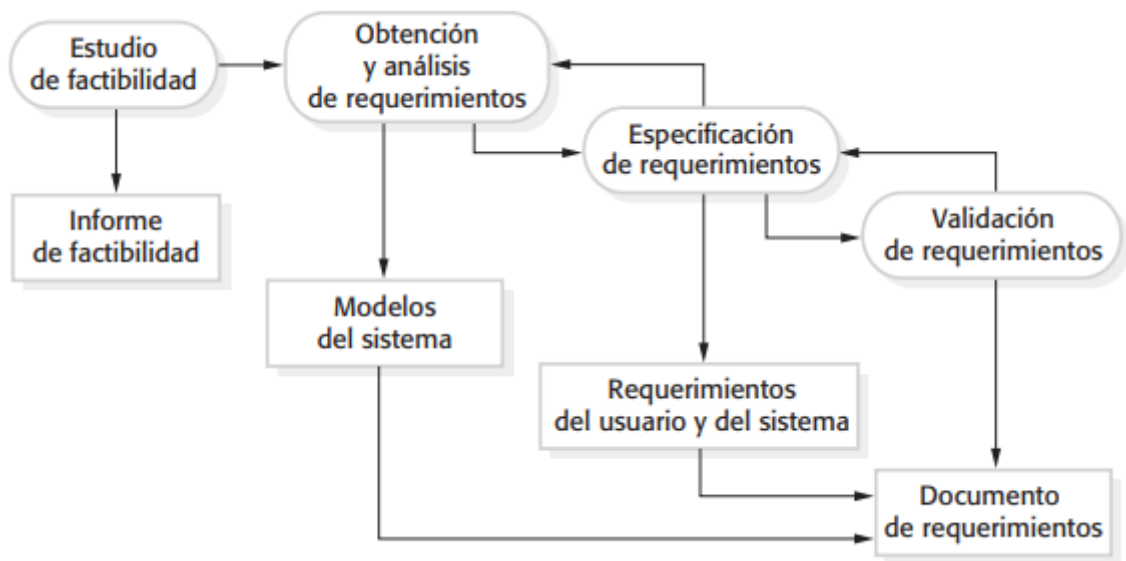 Estudio
de factibilidad
Obtención
y análisis
de requerimientos
Especificación
de requerimientos
Validación
de requerimientos
Informe
de factibilidad
Modelos
del sistema
Requerimientos
del usuario y del sistema
Documento
de requerimientos